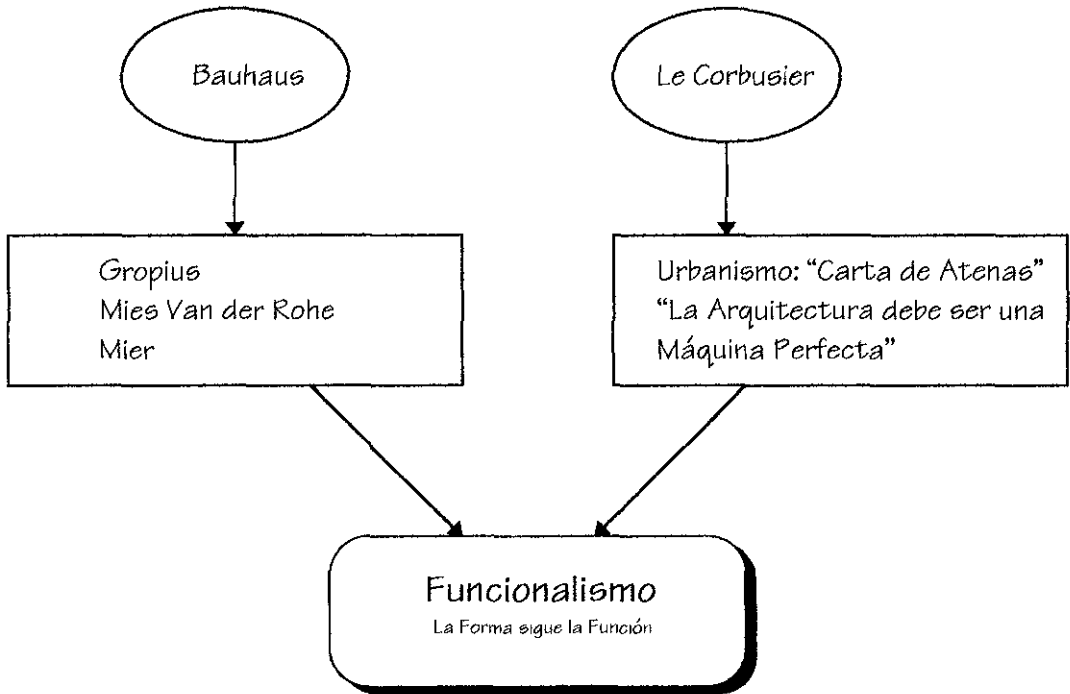 Bauhaus
Le Corbusier
Gropius
Mies Van der Rohe
Mier
Urbanismo: “Carta de Atenas”
“La Arquitectura debe ser una
Máquina Perfecta”
Funcionalismo
La Forma sigue la Función